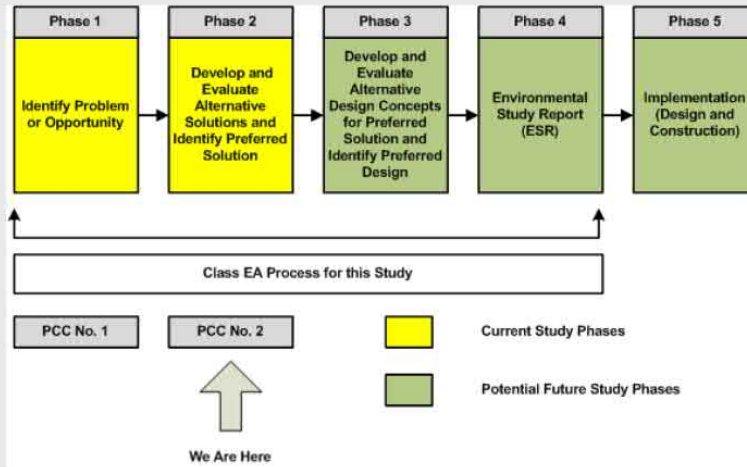 Phase 1
Phase 2
Phase 3
Phase 4
Phase 5
Identify Problem
or Opportunity
Develop and
Evaluate
Alternative
Solutions and
Identify Preferred
Solution
Develop and
Evaluate
Alternative
Design Concepts
for Preferred
Solution and
Identify Preferred
Design
Environmental
Study Report
(ESR)
Implementation
(Design and
Construction)
Class EA Process for this Study
PCC No. 1
PCC No. 2
We Are Here
Current Study Phases
Potential Future Study Phases